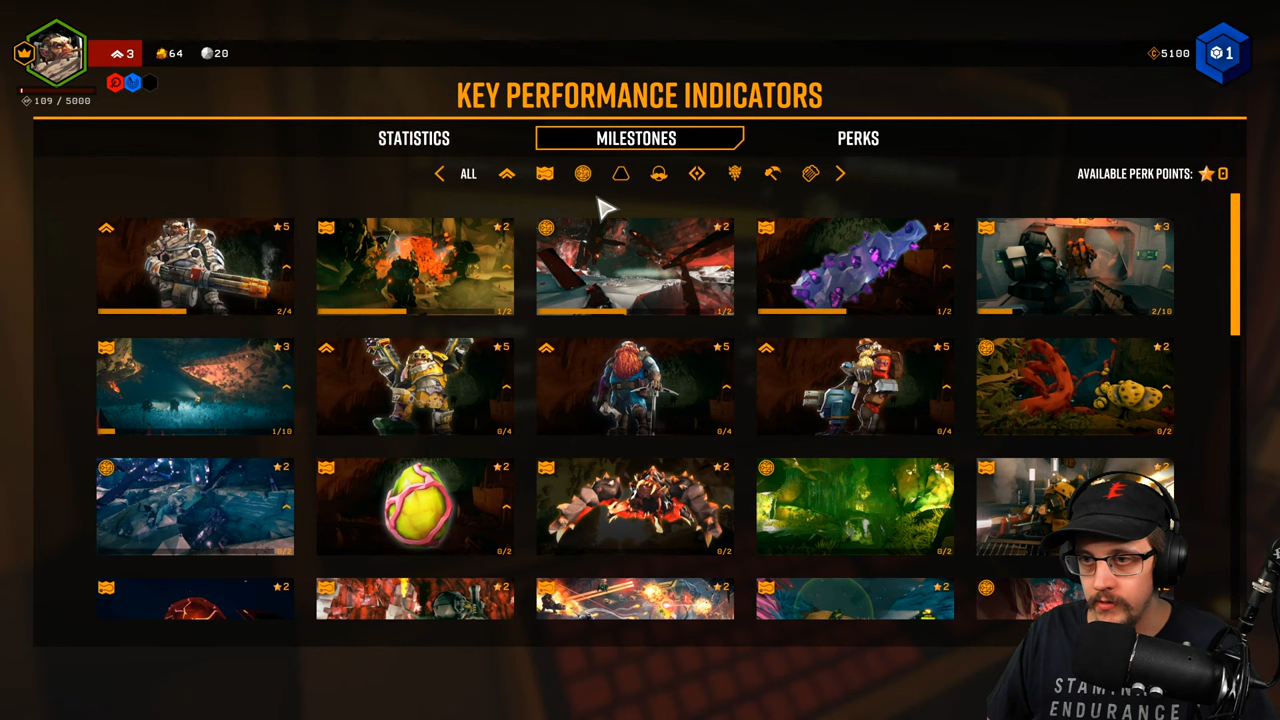 3 64 20
5100 1
109 / 5000
KEY PERFORMANCE INDICATORS
STATISTICS MILESTONES PERKS
ALL
AVAILABLE PERK POINTS: 0
5 2 2 2 3
2/4 1/2 1/2 1/2 2/10
3 5 5 5 2
1/10 0/4 0/4 0/4 0/2
2 2 2 2
0/2 0/2 0/2 0/2
2 2 2 2
STAMINA
ENDURANCE